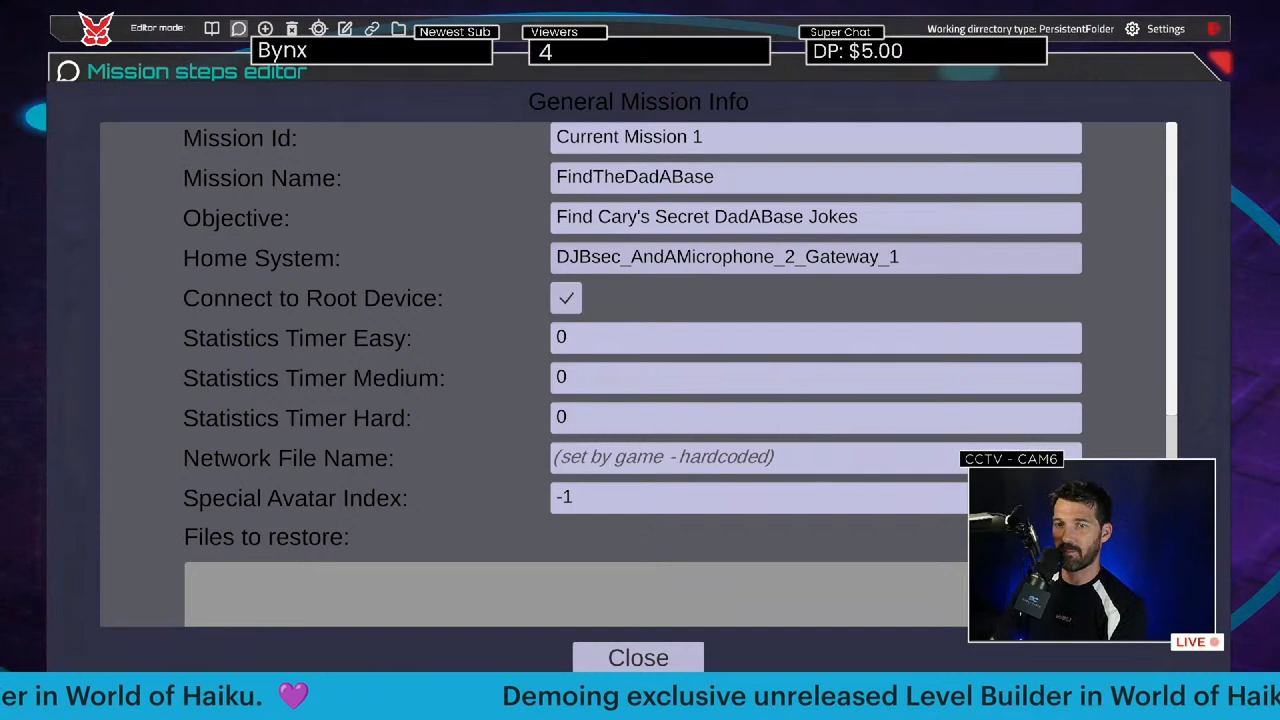 Editor mode:
Working dirrectory type: PersistentFolder
Settings
Newest Sub
Bynx
Viewers
4
Super Chat
DP: $5.00
Mission steps editor
General Mission Info
Mission Id: Current Mission 1
Mission Name: FindTheDadABase
Objective: Find Cary's Secret DadABase Jokes
Home System: DJBsec_AndAMicrophone_2_Gateway_1
Connect to Root Device:
Statistics Timer Easy: 0
Statistics Timer Medium: 0
Statistics Timer Hard: 0
Network File Name: (set by game - hardcoded)
Special Avatar Index: -1
Files to restore:
CCTV - CAM6
LIVE
Close
er in World of Haiku. 💜 Demoing exclusive unreleased Level Builder in World of Haik